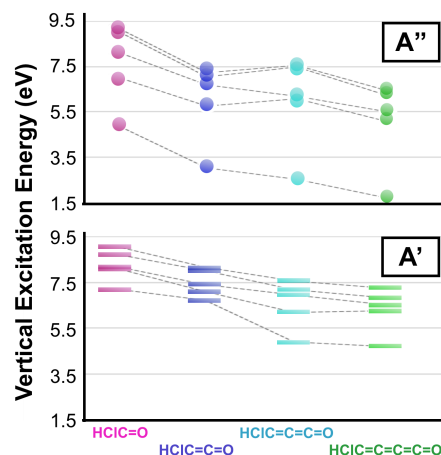 Vertical Excitation Energy (eV)
9.5
7.5
5.5
3.5
1.5
A”
9.5
7.5
5.5
3.5
1.5
A’
HClC=O
HClC=C=O
HClC=C=C=O
HClC=C=C=C=O